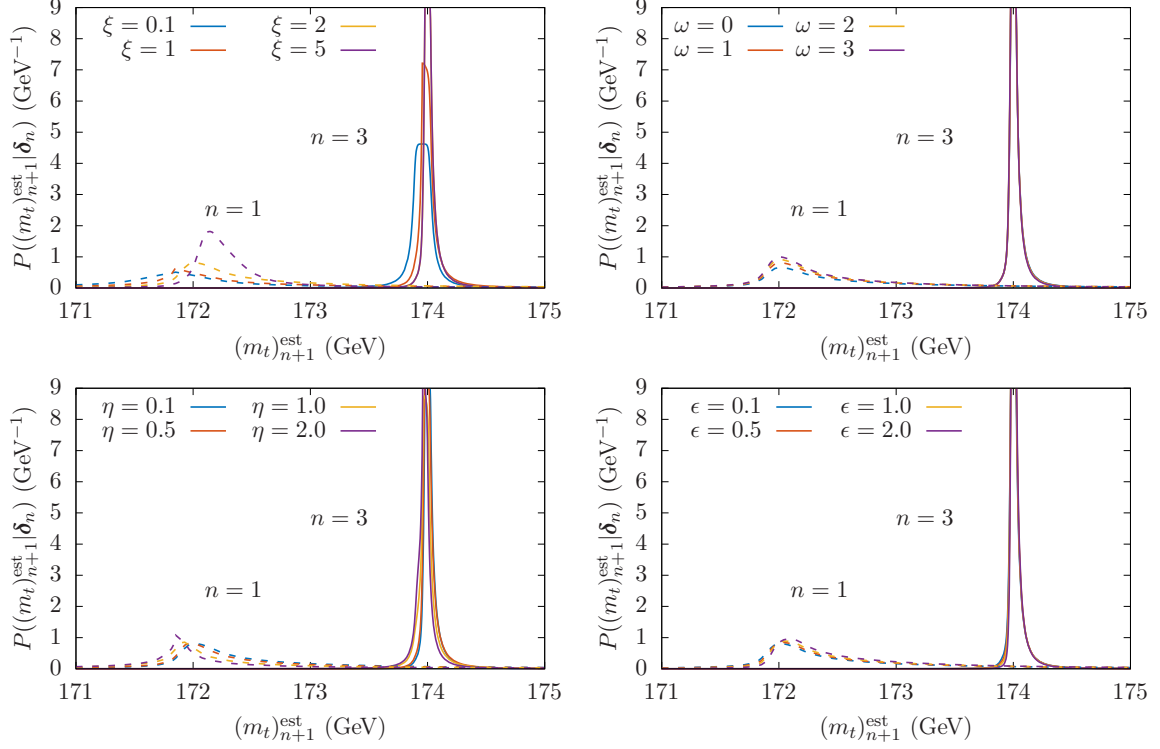 P((m_t)^est_{n+1}|δ_n) (GeV⁻¹)
9
8
7
6
5
4
3
2
1
0
ξ = 0.1 ξ = 2
ξ = 1 ξ = 5
n = 3
n = 1
171 172 173 174 175
(m_t)^est_{n+1} (GeV)
P((m_t)^est_{n+1}|δ_n) (GeV⁻¹)
9
8
7
6
5
4
3
2
1
0
ω = 0 ω = 2
ω = 1 ω = 3
n = 3
n = 1
171 172 173 174 175
(m_t)^est_{n+1} (GeV)
P((m_t)^est_{n+1}|δ_n) (GeV⁻¹)
9
8
7
6
5
4
3
2
1
0
η = 0.1 η = 1.0
η = 0.5 η = 2.0
n = 3
n = 1
171 172 173 174 175
(m_t)^est_{n+1} (GeV)
P((m_t)^est_{n+1}|δ_n) (GeV⁻¹)
9
8
7
6
5
4
3
2
1
0
ϵ = 0.1 ϵ = 1.0
ϵ = 0.5 ϵ = 2.0
n = 3
n = 1
171 172 173 174 175
(m_t)^est_{n+1} (GeV)